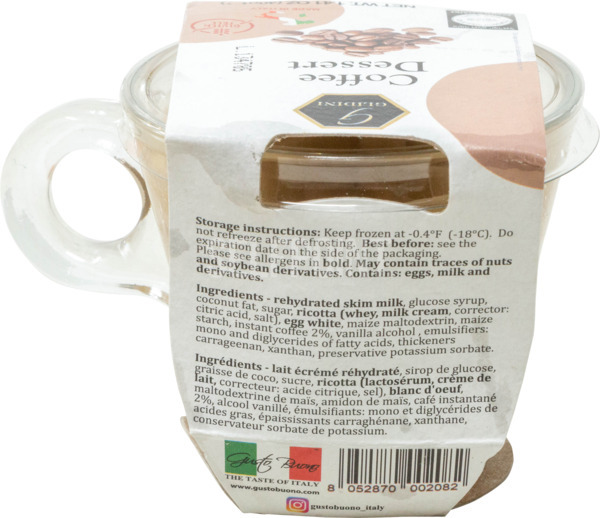 Coffee
Dessert
GELIDINI
Storage instructions: Keep frozen at -0.4°F (-18°C). Do
not refreeze after defrosting. Best before: see the
expiration date on the side of the packaging.
Please see allergens in bold. May contain traces of nuts
and soybean derivatives. Contains: eggs, milk and
derivatives.
Ingredients - rehydrated skim milk, glucose syrup,
coconut fat, sugar, ricotta (whey, milk cream, corrector:
citric acid, salt), egg white, maize maltodextrin, maize
starch, instant coffee 2%, vanilla alcohol , emulsifiers:
mono and diglycerides of fatty acids, thickeners
carrageenan, xanthan, preservative potassium sorbate.
Ingrédients - lait écrémé réhydraté, sirop de glucose,
graisse de coco, sucre, ricotta (lactosérum, crème de
lait, correcteur: acide citrique, sel), blanc d'oeuf,
maltodextrine de maïs, amidon de maïs, café instantané
2%, alcool vanillé, émulsifiants: mono et diglycérides de
acides gras, épaississants carraghénane, xanthane,
conservateur sorbate de potassium.
Gusto Buono
THE TASTE OF ITALY
www.gustobuono.com
gustobuono_italy
8 052870 002082